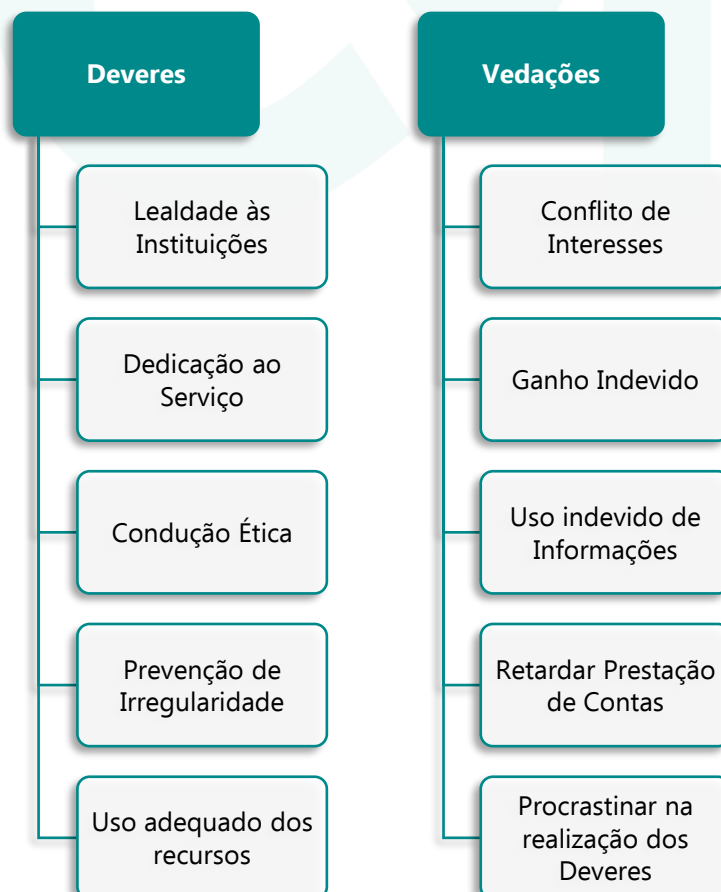 Deveres
Lealdade às
Instituições
Dedicação ao
Serviço
Condução Ética
Prevenção de
Irregularidade
Uso adequado dos
recursos
Vedações
Conflito de
Interesses
Ganho Indevido
Uso indevido de
Informações
Retardar Prestação
de Contas
Procrastinar na
realização dos
Deveres